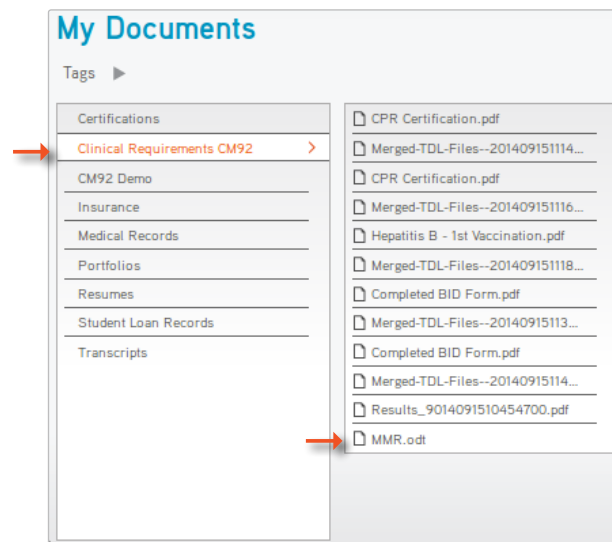 My Documents
Tags
Certifications
Clinical Requirements CM92
CM92 Demo
Insurance
Medical Records
Portfolios
Resumes
Student Loan Records
Transcripts
CPR Certification.pdf
Merged-TDL-Files--201409151114...
CPR Certification.pdf
Merged-TDL-Files--201409151116...
Hepatitis B - 1st Vaccination.pdf
Merged-TDL-Files--201409151118...
Completed BID Form.pdf
Merged-TDL-Files--20140915113...
Completed BID Form.pdf
Merged-TDL-Files--20140915114...
Results_9014091510454700.pdf
MMR.odt